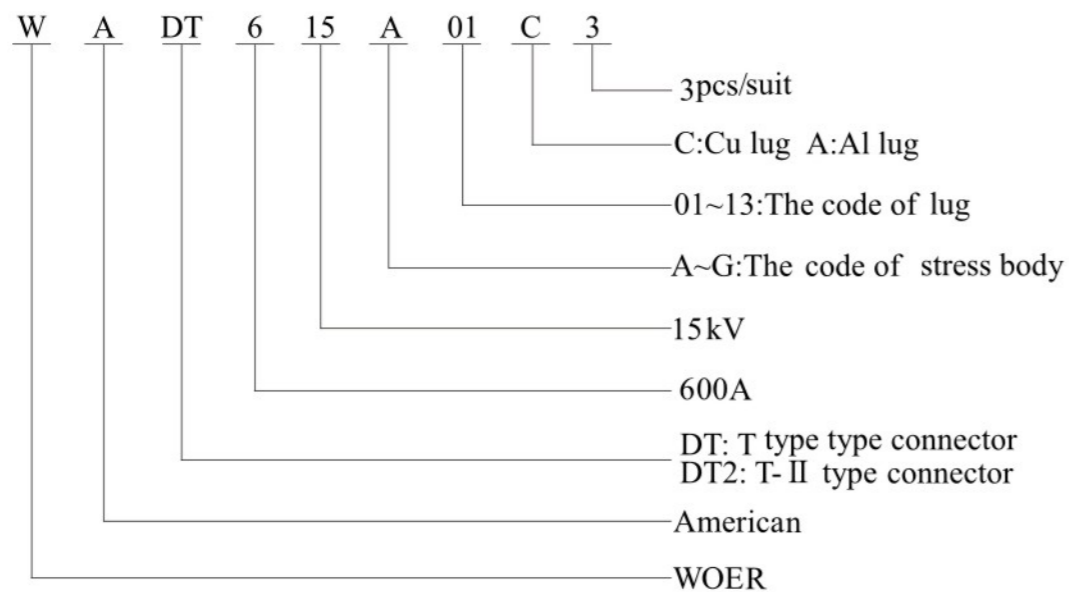 W A DT 6 15 A 01 C 3
3pcs/suit
C:Cu lug A:Al lug
01~13:The code of lug
A~G:The code of stress body
15kV
600A
DT: T type type connector
DT2: T-II type connector
American
WOER